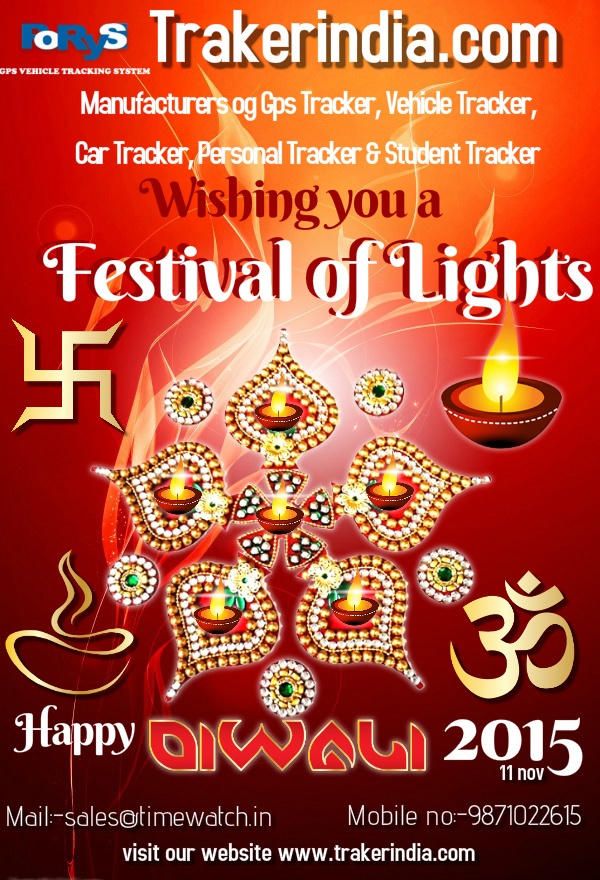 PoRyS
GPS VEHICLE TRACKING SYSTEM
Trakerindia.com
Manufacturers og Gps Tracker, Vehicle Tracker,
Car Tracker, Personal Tracker & Student Tracker
Wishing you a
Festival of Lights
ॐ
Happy DIWALI 2015
11 nov
Mail:-sales@timewatch.in Mobile no:-9871022615
visit our website www.trakerindia.com